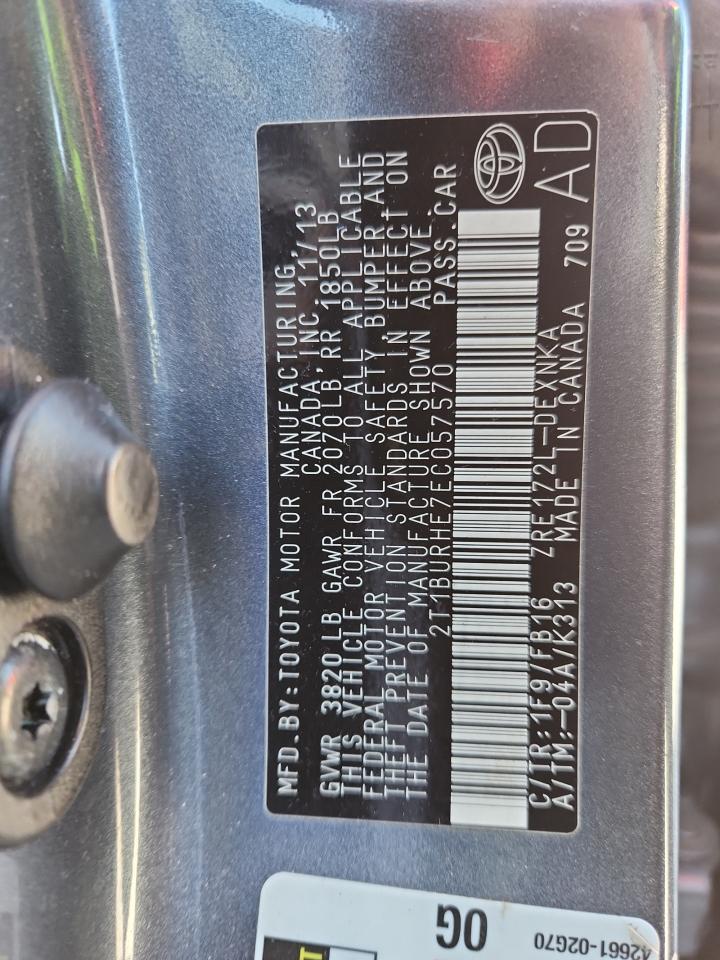 MFD.BY:TOYOTA MOTOR MANUFACTURING,
CANADA, INC. 11/13
GVWR 3820 LB GAWR FR 2070LB, RR 1850LB
THIS VEHICLE CONFORMS TO ALL APPLICABLE
FEDERAL MOTOR VEHICLE SAFETY, BUMPER AND
THEFT PREVENTION STANDARDS IN EFFECT ON
THE DATE OF MANUFACTURE SHOWN ABOVE.
2T1BURHE7EC057570 PASS.CAR
C/TR:1F9/FB16 ZRE172L-DEXNKA
A/TM:-04A/K313 MADE IN CANADA 709
AD
0G
42661-02G70